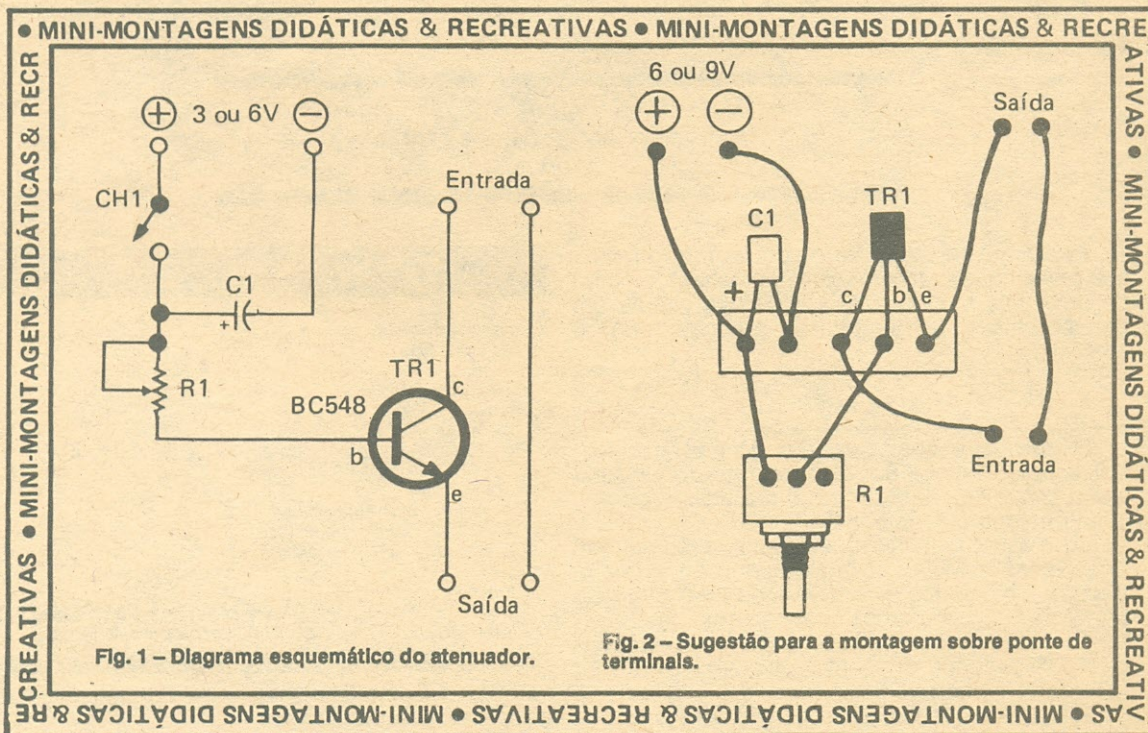 • MINI-MONTAGENS DIDÁTICAS & RECREATIVAS • MINI-MONTAGENS DIDÁTICAS & RECRE
ATIVAS • MINI-MONTAGENS DIDÁTICAS & RECREATIV
AS • MINI-MONTAGENS DIDÁTICAS & RECREATIVAS • MINI-MONTAGENS DIDÁTICAS & RE
CREATIVAS • MINI-MONTAGENS DIDÁTICAS & RECR
+ 3 ou 6V −
CH1
C1
+
R1
Entrada
TR1
BC548
c
b
e
Saída
Fig. 1 – Diagrama esquemático do atenuador.
6 ou 9V
+ −
Saída
C1
TR1
+
c b e
Entrada
R1
Fig. 2 – Sugestão para a montagem sobre ponte de
terminais.